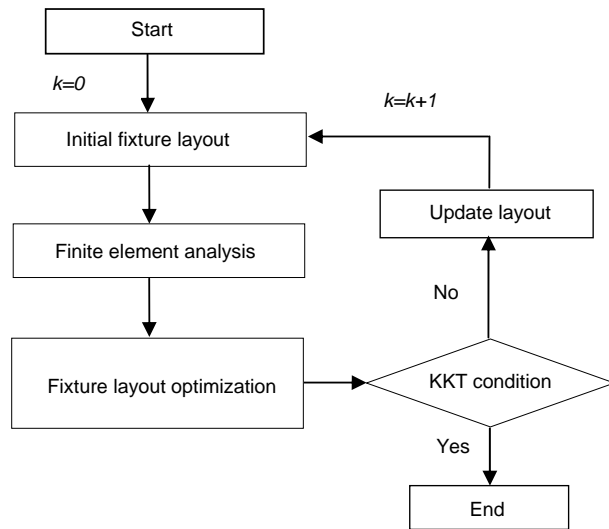 Start
k=0
k=k+1
Initial fixture layout
Update layout
Finite element analysis
No
Fixture layout optimization
KKT condition
Yes
End